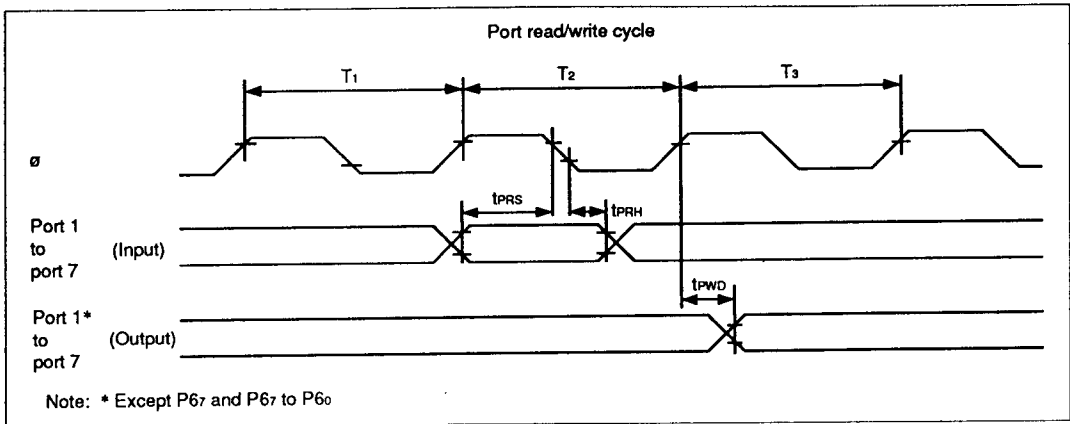 Port read/write cycle
T1 T2 T3
ø
tPRS tPRH
Port 1
to (Input)
port 7
tPWD
Port 1*
to (Output)
port 7
Note: * Except P67 and P67 to P60